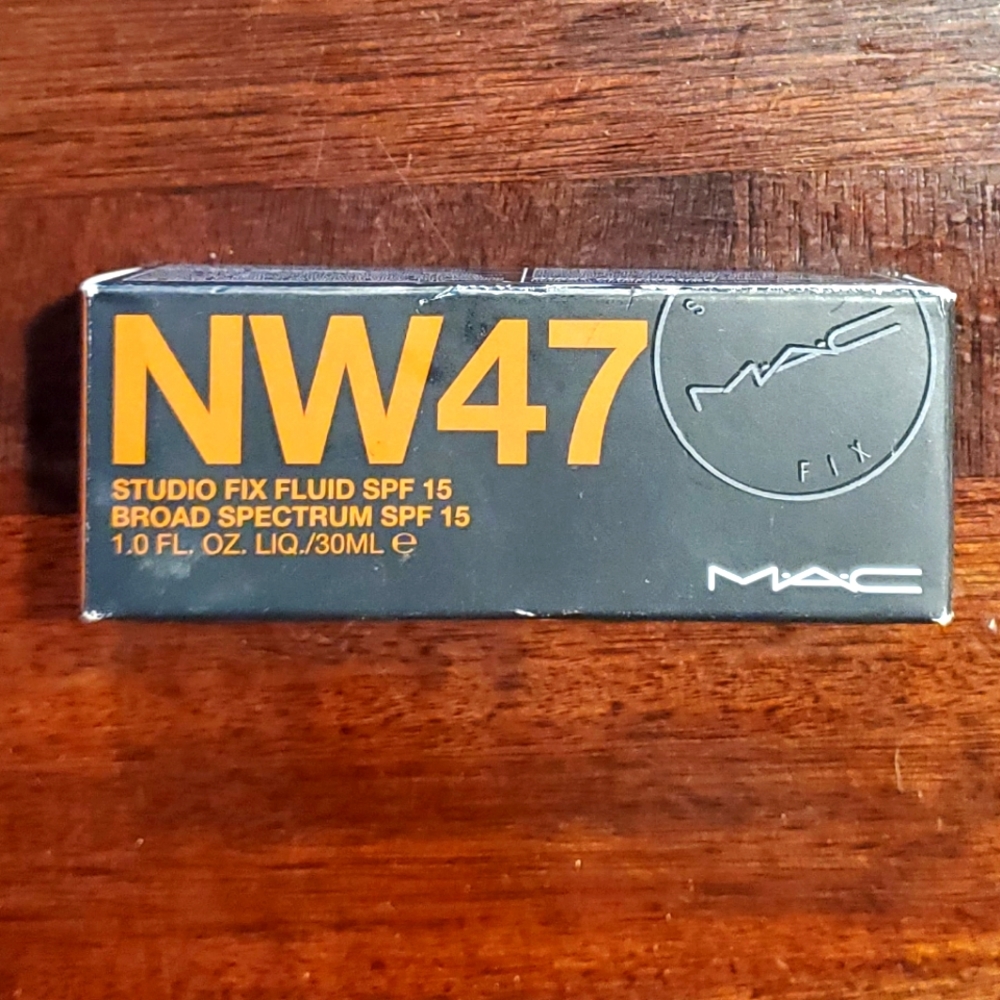 NW47
STUDIO FIX FLUID SPF 15
BROAD SPECTRUM SPF 15
1.0 FL. OZ. LIQ./30ML ℮
S
M·A·C
FIX
M·A·C